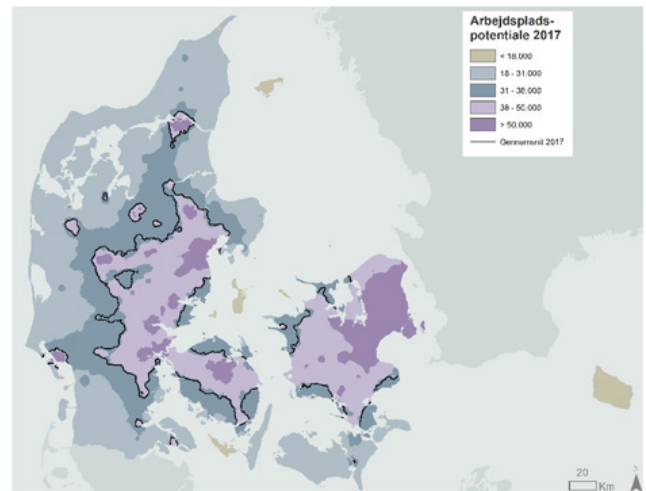 Arbejdsplads-
potentiale 2017
< 18.000
18 - 31.000
31 - 38.000
38 - 50.000
> 50.000
Gennemsnit 2017
20
Km